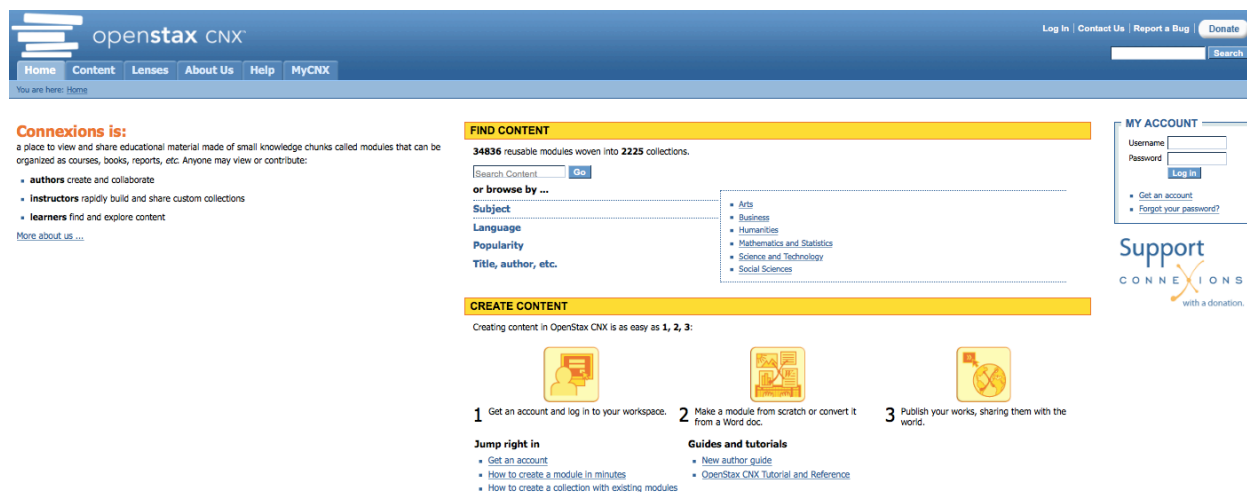 openstax CNX
Log In | Contact Us | Report a Bug | Donate
Search
Home Content Lenses About Us Help MyCNX
You are here: Home
Connexions is:
a place to view and share educational material made of small knowledge chunks called modules that can be
organized as courses, books, reports, etc. Anyone may view or contribute:
authors create and collaborate
instructors rapidly build and share custom collections
learners find and explore content
More about us ...
FIND CONTENT
34836 reusable modules woven into 2225 collections.
Search Content Go
or browse by ...
Subject
Language
Popularity
Title, author, etc.
Arts
Business
Humanities
Mathematics and Statistics
Science and Technology
Social Sciences
CREATE CONTENT
Creating content in OpenStax CNX is as easy as 1, 2, 3:
1 Get an account and log in to your workspace.
2 Make a module from scratch or convert it
from a Word doc.
3 Publish your works, sharing them with the
world.
Jump right in
Get an account
How to create a module in minutes
How to create a collection with existing modules
Guides and tutorials
New author guide
OpenStax CNX Tutorial and Reference
MY ACCOUNT
Username
Password
Log in
Get an account
Forgot your password?
Support
CONNEXIONS
with a donation.